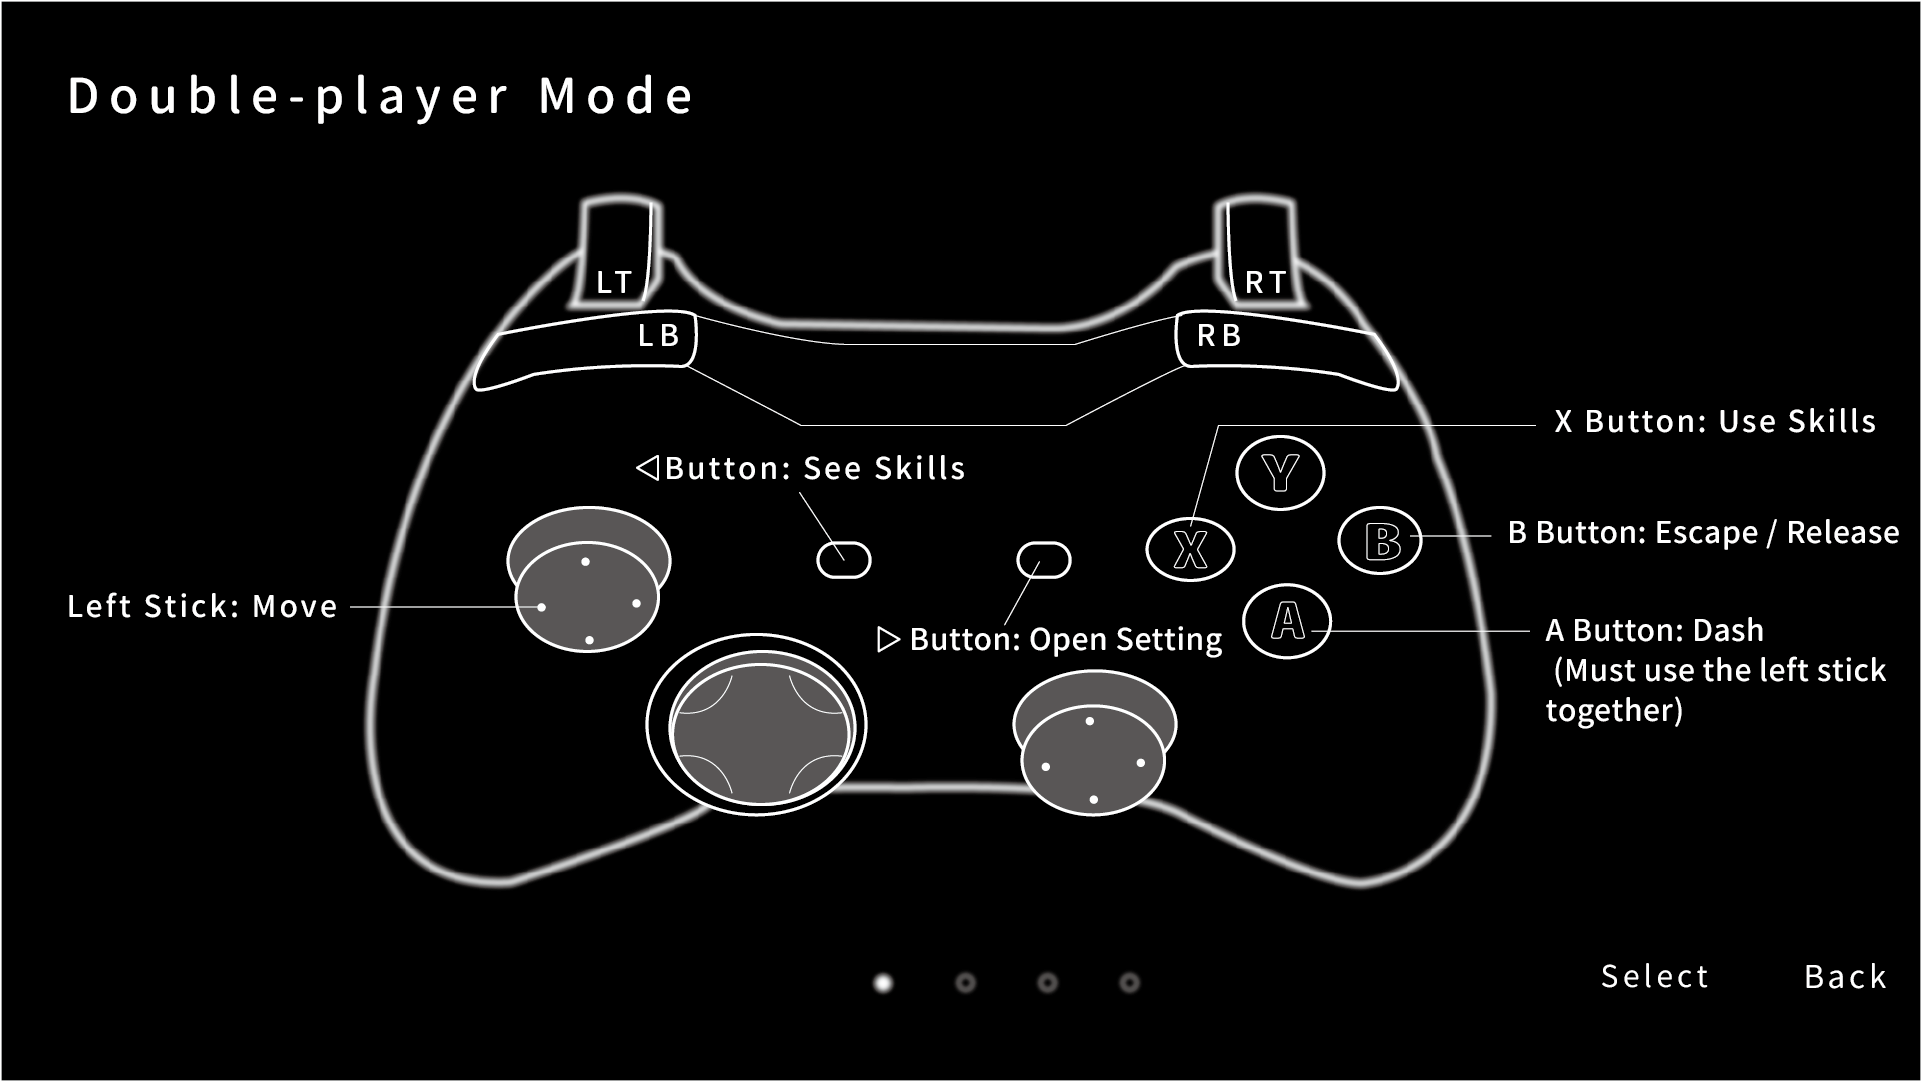 Double-player Mode
LT
RT
LB
RB
X Button: Use Skills
◁Button: See Skills
Y
X
B
B Button: Escape / Release
Left Stick: Move
▷ Button: Open Setting
A
A Button: Dash
(Must use the left stick
together)
Select
Back